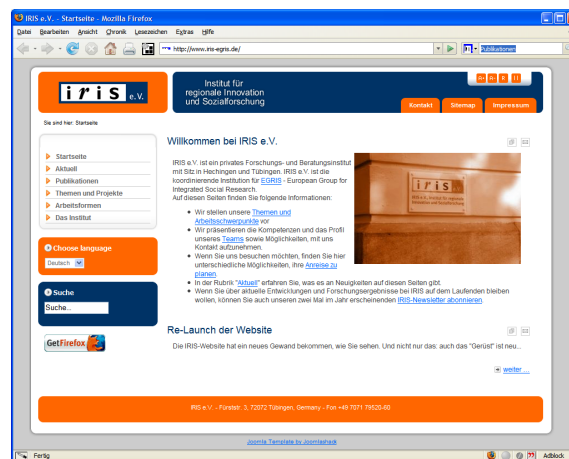 IRIS e.V. - Startseite - Mozilla Firefox
Datei Bearbeiten Ansicht Chronik Lesezeichen Extras Hilfe
http://www.iris-egris.de/
Publikationen
iris e.V.
Institut für
regionale Innovation
und Sozialforschung
A+ A- R
Kontakt Sitemap Impressum
Sie sind hier: Startseite
Startseite
Aktuell
Publikationen
Themen und Projekte
Arbeitsformen
Das Institut
Choose language
Deutsch
Suche
Suche...
GetFirefox
Willkommen bei IRIS e.V.
IRIS e.V. ist ein privates Forschungs- und Beratungsinstitut
mit Sitz in Hechingen und Tübingen. IRIS e.V. ist die
koordinierende Institution für EGRIS - European Group for
Integrated Social Research.
Auf diesen Seiten finden Sie folgende Informationen:
Wir stellen unsere Themen und
Arbeitsschwerpunkte vor
Wir präsentieren die Kompetenzen und das Profil
unseres Teams sowie Möglichkeiten, mit uns
Kontakt aufzunehmen.
Wenn Sie uns besuchen möchten, finden Sie hier
unterschiedliche Möglichkeiten, ihre Anreise zu
planen.
In der Rubrik "Aktuell" erfahren Sie, was es an Neuigkeiten auf diesen Seiten gibt.
Wenn Sie über aktuelle Entwicklungen und Forschungsergebnisse bei IRIS auf dem Laufenden bleiben
wollen, können Sie auch unseren zwei Mal im Jahr erscheinenden IRIS-Newsletter abonnieren.
iris
Re-Launch der Website
Die IRIS-Website hat ein neues Gewand bekommen, wie Sie sehen. Und nicht nur das: auch das "Gerüst" ist neu...
weiter ...
IRIS e.V. - Fürststr. 3, 72072 Tübingen, Germany - Fon +49 7071 79520-60
Joomla Template by Joomlashack
Fertig
Adblock